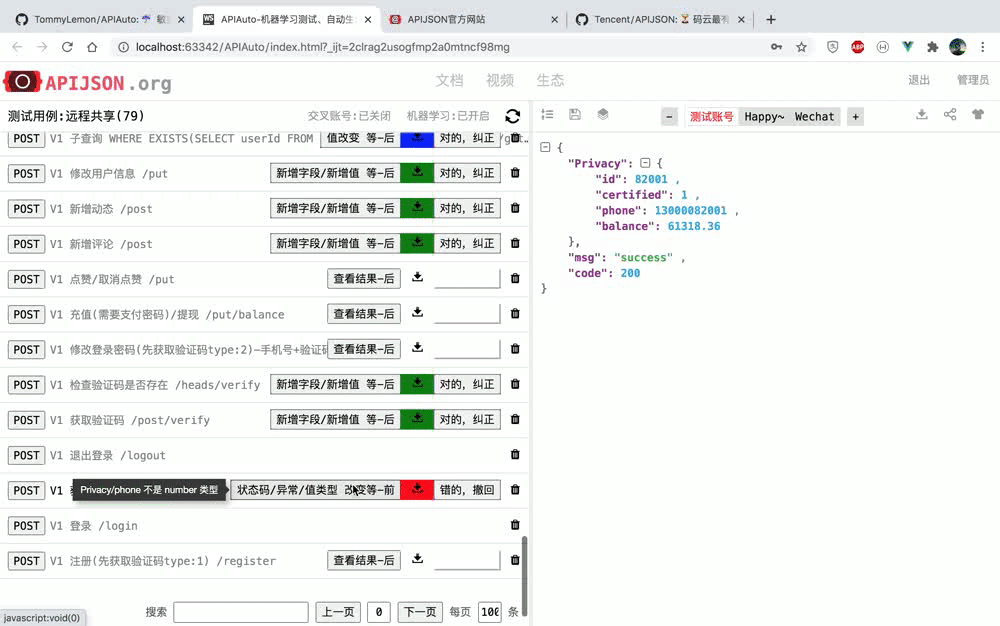 TommyLemon/APIAuto: ☔ 敏
APIAuto-机器学习测试、自动生
APIJSON官方网站
Tencent/APIJSON: 码云最有
localhost:63342/APIAuto/index.html?_ijt=2clrag2usogfmp2a0mtncf98mg
ABP
APIJSON.org
文档
视频
生态
退出
管理员
测试用例:远程共享(79)
交叉账号:已关闭
机器学习:已开启
- 测试账号 Happy~ Wechat +
POST V1 子查询 WHERE EXISTS(SELECT userId FROM 值改变 等-后 对的, 纠正
POST V1 修改用户信息 /put 新增字段/新增值 等-后 对的, 纠正
POST V1 新增动态 /post 新增字段/新增值 等-后 对的, 纠正
POST V1 新增评论 /post 新增字段/新增值 等-后 对的, 纠正
POST V1 点赞/取消点赞 /put 查看结果-后
POST V1 充值(需要支付密码)/提现 /put/balance 查看结果-后
POST V1 修改登录密码(先获取验证码type:2)-手机号+验证码 查看结果-后
POST V1 检查验证码是否存在 /heads/verify 新增字段/新增值 等-后 对的, 纠正
POST V1 获取验证码 /post/verify 新增字段/新增值 等-后 对的, 纠正
POST V1 退出登录 /logout
POST V1 Privacy/phone 不是 number 类型 状态码/异常/值类型 改变等-前 错的, 撤回
POST V1 登录 /login
POST V1 注册(先获取验证码type:1) /register 查看结果-后
搜索 上一页 0 下一页 每页 100 条
javascript:void(0)
{
"Privacy": {
"id": 82001 ,
"certified": 1 ,
"phone": 13000082001 ,
"balance": 61318.36
},
"msg": "success" ,
"code": 200
}